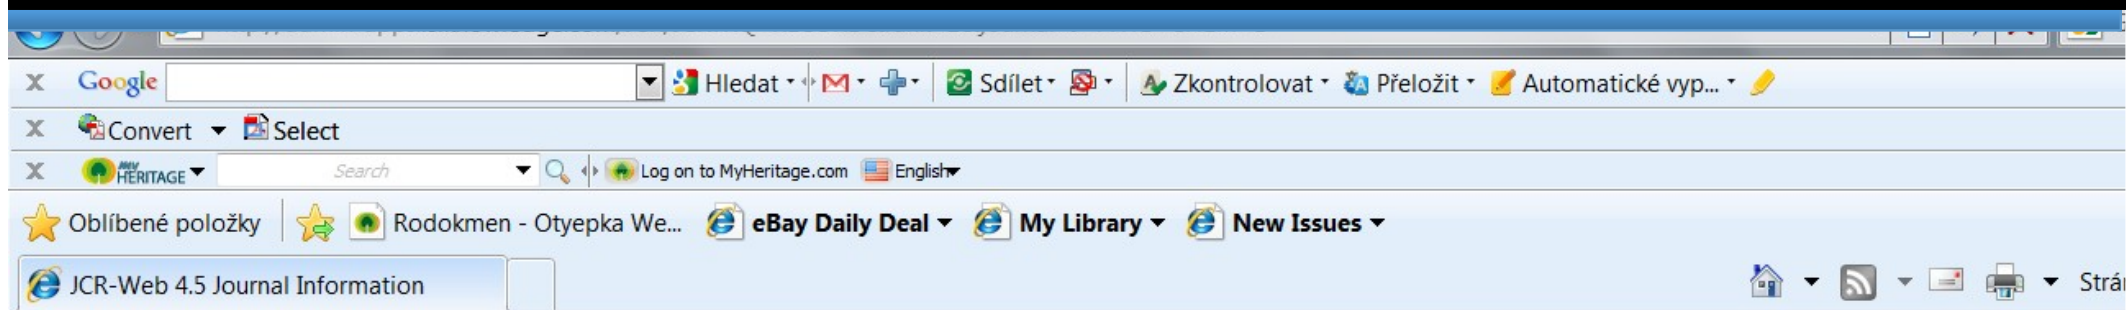 X Google Hledat Sdílet Zkontrolovat Přeložit Automatické vyp...
X Convert Select
X MY HERITAGE Search Log on to MyHeritage.com English
Oblíbené položky Rodokmen - Otyepka We... eBay Daily Deal My Library New Issues
JCR-Web 4.5 Journal Information Strá